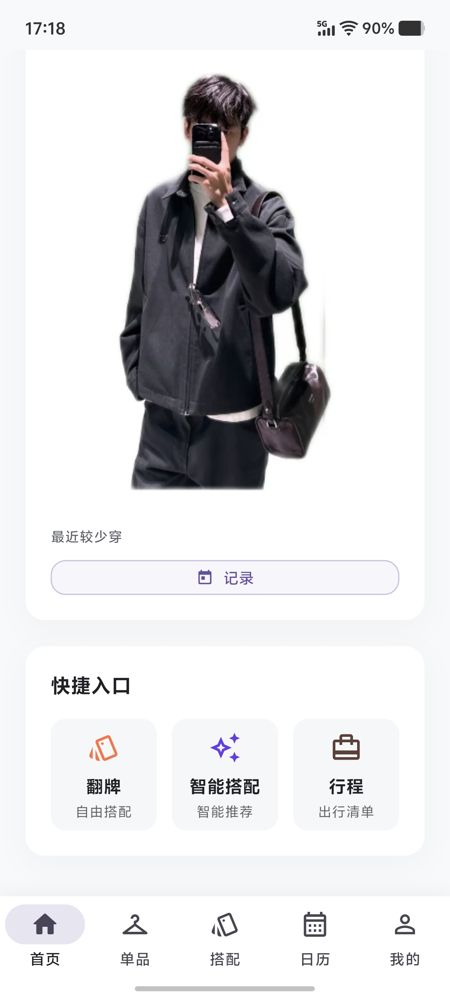 17:18
5G
90%
最近较少穿
记录
快捷入口
翻牌
智能搭配
行程
自由搭配
智能推荐
出行清单
首页
单品
搭配
日历
我的